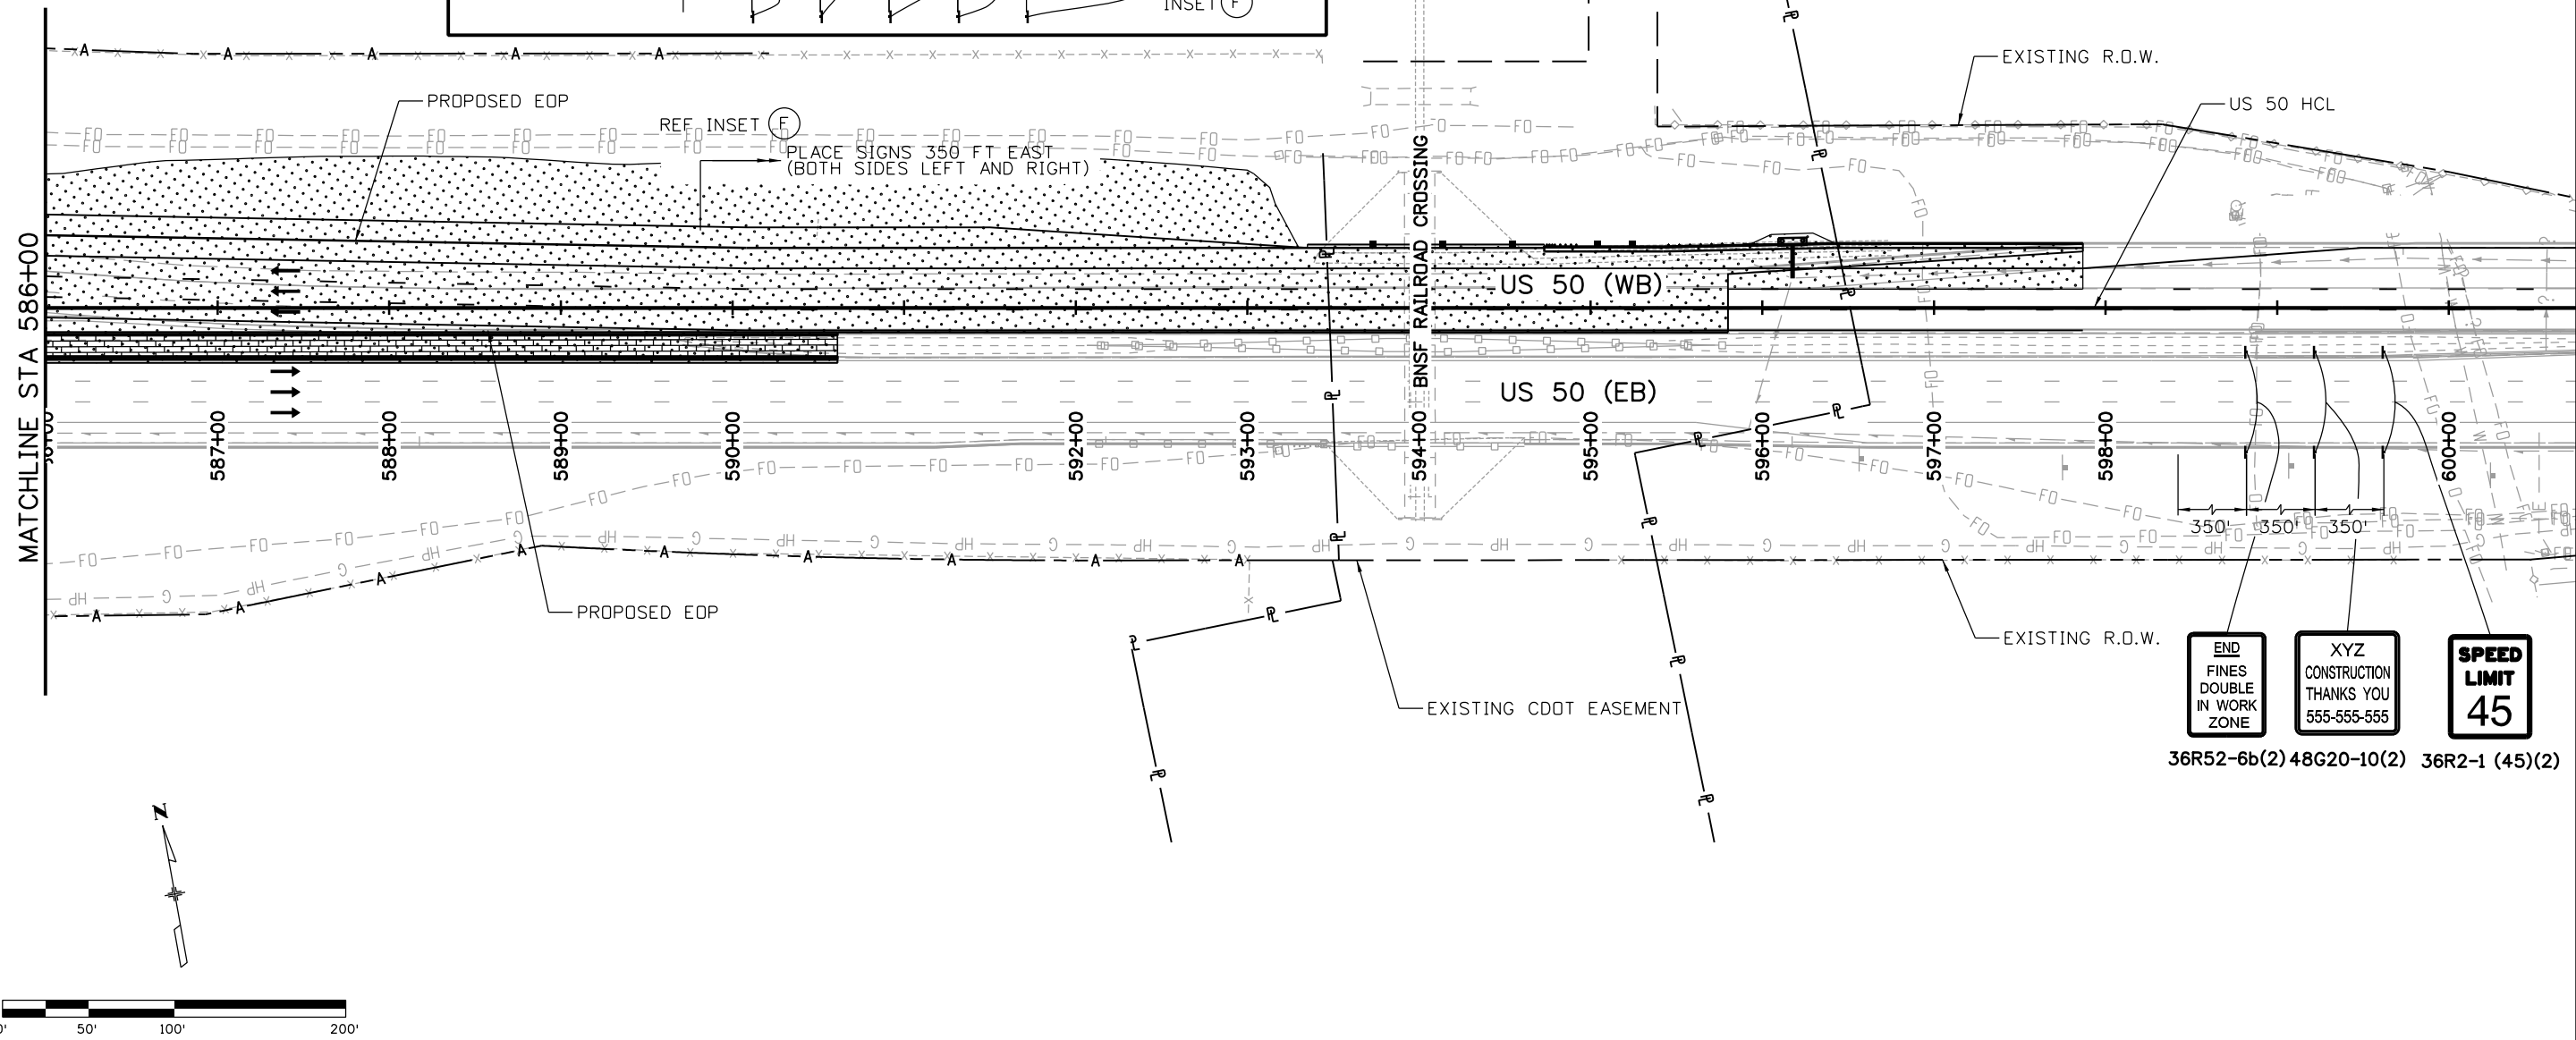 INSET F
EXISTING R.O.W.
PROPOSED EOP
US 50 HCL
REF INSET F
PLACE SIGNS 350 FT EAST
(BOTH SIDES LEFT AND RIGHT)
MATCHLINE STA 586+00
BNSF RAILROAD CROSSING
US 50 (WB)
US 50 (EB)
587+00
588+00
589+00
590+00
592+00
593+00
594+00
595+00
596+00
597+00
598+00
600+00
350' 350' 350'
PROPOSED EOP
EXISTING R.O.W.
EXISTING CDOT EASEMENT
END
FINES
DOUBLE
IN WORK
ZONE
36R52-6b(2)
XYZ
CONSTRUCTION
THANKS YOU
555-555-555
48G20-10(2)
SPEED
LIMIT
45
36R2-1 (45)(2)
N
50' 100' 200'